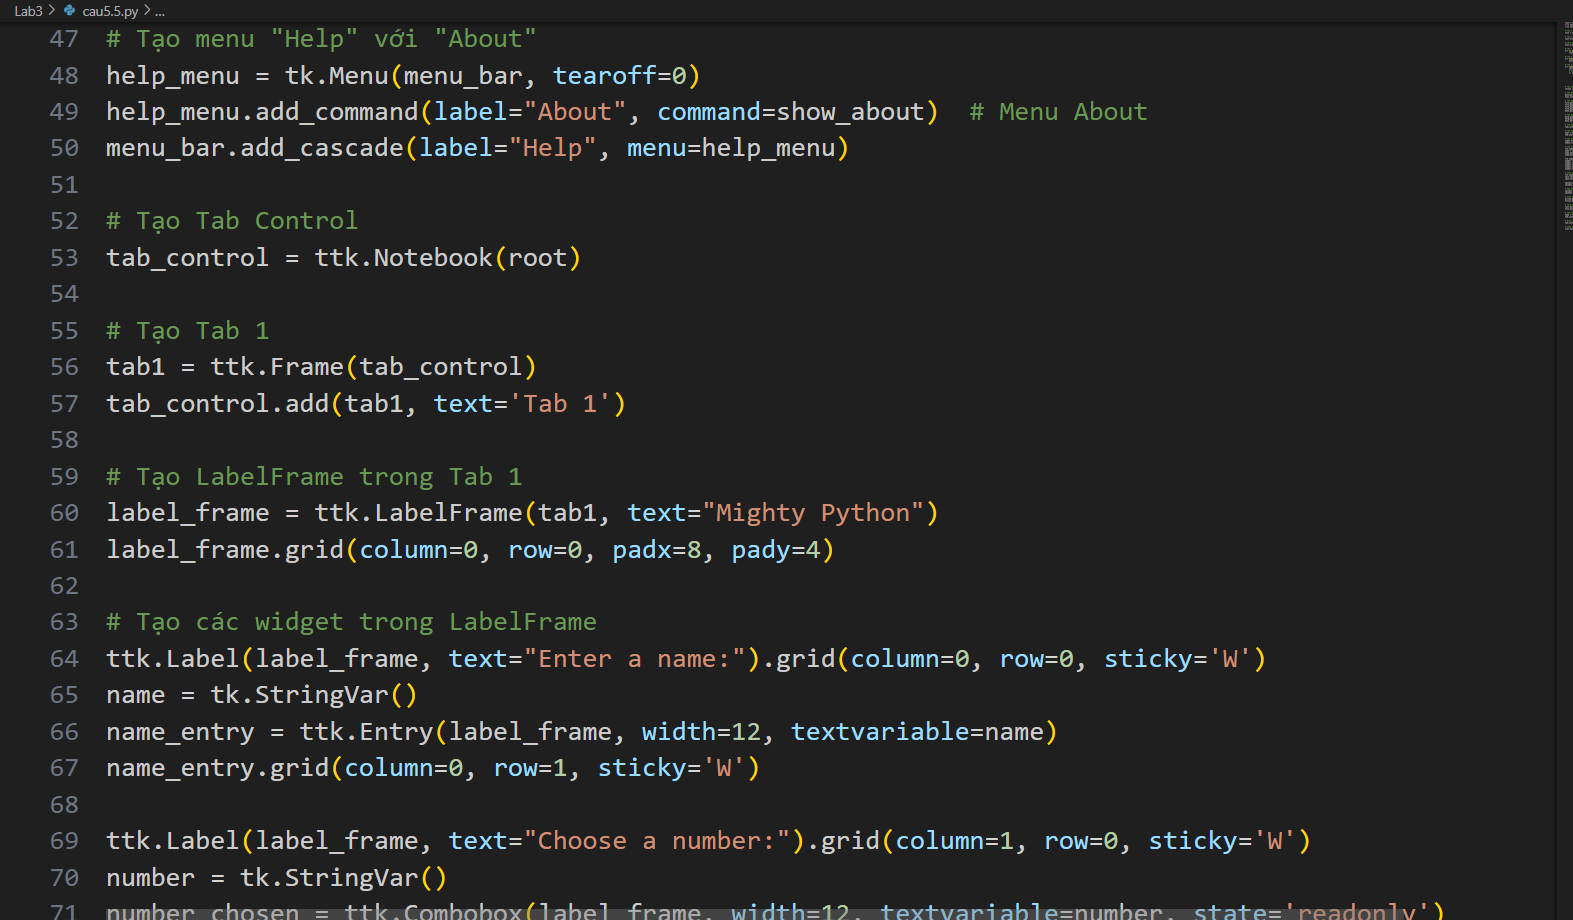 Lab3 > cau5.5.py > ...
47 # Tạo menu "Help" với "About"
48 help_menu = tk.Menu(menu_bar, tearoff=0)
49 help_menu.add_command(label="About", command=show_about)  # Menu About
50 menu_bar.add_cascade(label="Help", menu=help_menu)
51
52 # Tạo Tab Control
53 tab_control = ttk.Notebook(root)
54
55 # Tạo Tab 1
56 tab1 = ttk.Frame(tab_control)
57 tab_control.add(tab1, text='Tab 1')
58
59 # Tạo LabelFrame trong Tab 1
60 label_frame = ttk.LabelFrame(tab1, text="Mighty Python")
61 label_frame.grid(column=0, row=0, padx=8, pady=4)
62
63 # Tạo các widget trong LabelFrame
64 ttk.Label(label_frame, text="Enter a name:").grid(column=0, row=0, sticky='W')
65 name = tk.StringVar()
66 name_entry = ttk.Entry(label_frame, width=12, textvariable=name)
67 name_entry.grid(column=0, row=1, sticky='W')
68
69 ttk.Label(label_frame, text="Choose a number:").grid(column=1, row=0, sticky='W')
70 number = tk.StringVar()
71 number_chosen = ttk.Combobox(label_frame, width=12, textvariable=number, state='readonly')